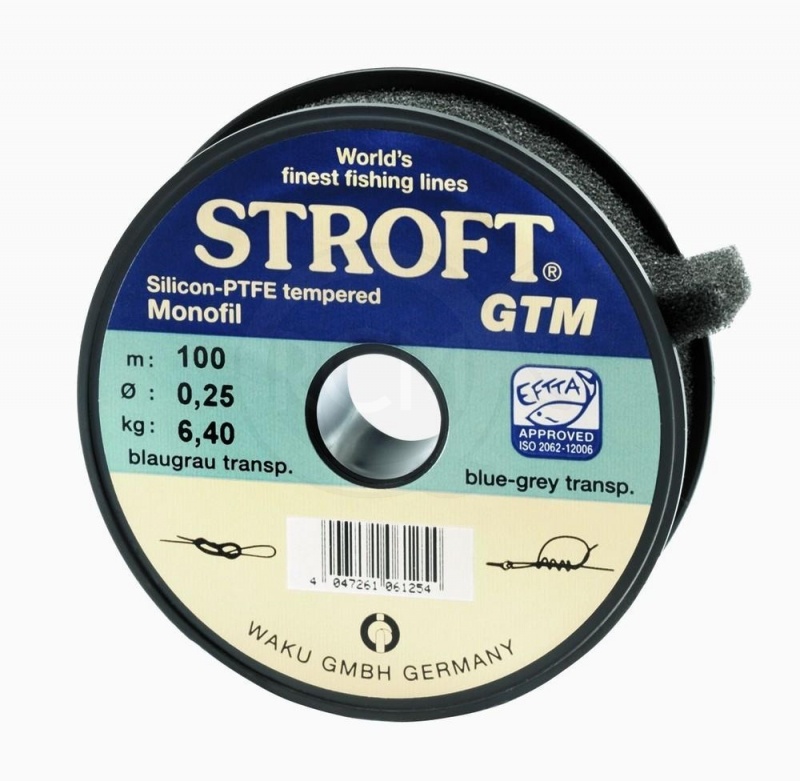 World's
finest fishing lines
STROFT®
Silicon-PTFE tempered
Monofil
GTM
m: 100
Ø : 0,25
kg: 6,40
blaugrau transp.
EFTTA
APPROVED
ISO 2062-12006
blue-grey transp.
4 047261 061254
WAKU GMBH GERMANY